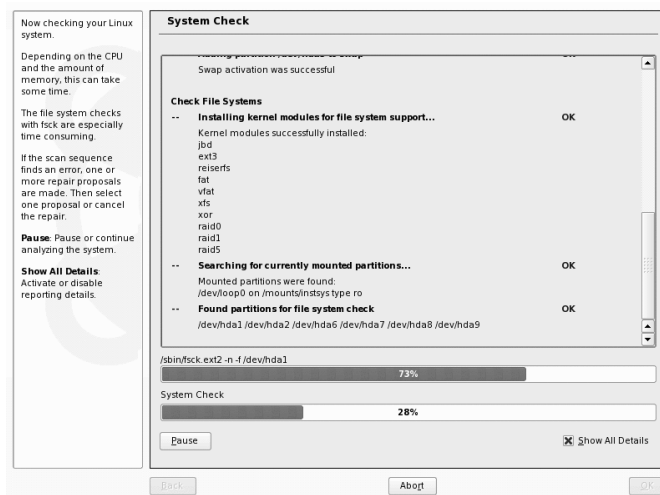 Now checking your Linux
system.
Depending on the CPU
and the amount of
memory, this can take
some time.
The file system checks
with fsck are especially
time consuming.
If the scan sequence
finds an error, one or
more repair proposals
are made. Then select
one proposal or cancel
the repair.
Pause: Pause or continue
analyzing the system.
Show All Details:
Activate or disable
reporting details.
System Check
Swap activation was successful
Check File Systems
-- Installing kernel modules for file system support... OK
Kernel modules successfully installed:
jbd
ext3
reiserfs
fat
vfat
xfs
xor
raid0
raid1
raid5
-- Searching for currently mounted partitions... OK
Mounted partitions were found:
/dev/loop0 on /mounts/instsys type ro
-- Found partitions for file system check OK
/dev/hda1 /dev/hda2 /dev/hda6 /dev/hda7 /dev/hda8 /dev/hda9
/sbin/fsck.ext2 -n -f /dev/hda1
73%
System Check
28%
Pause
Show All Details
Back
Abort
OK